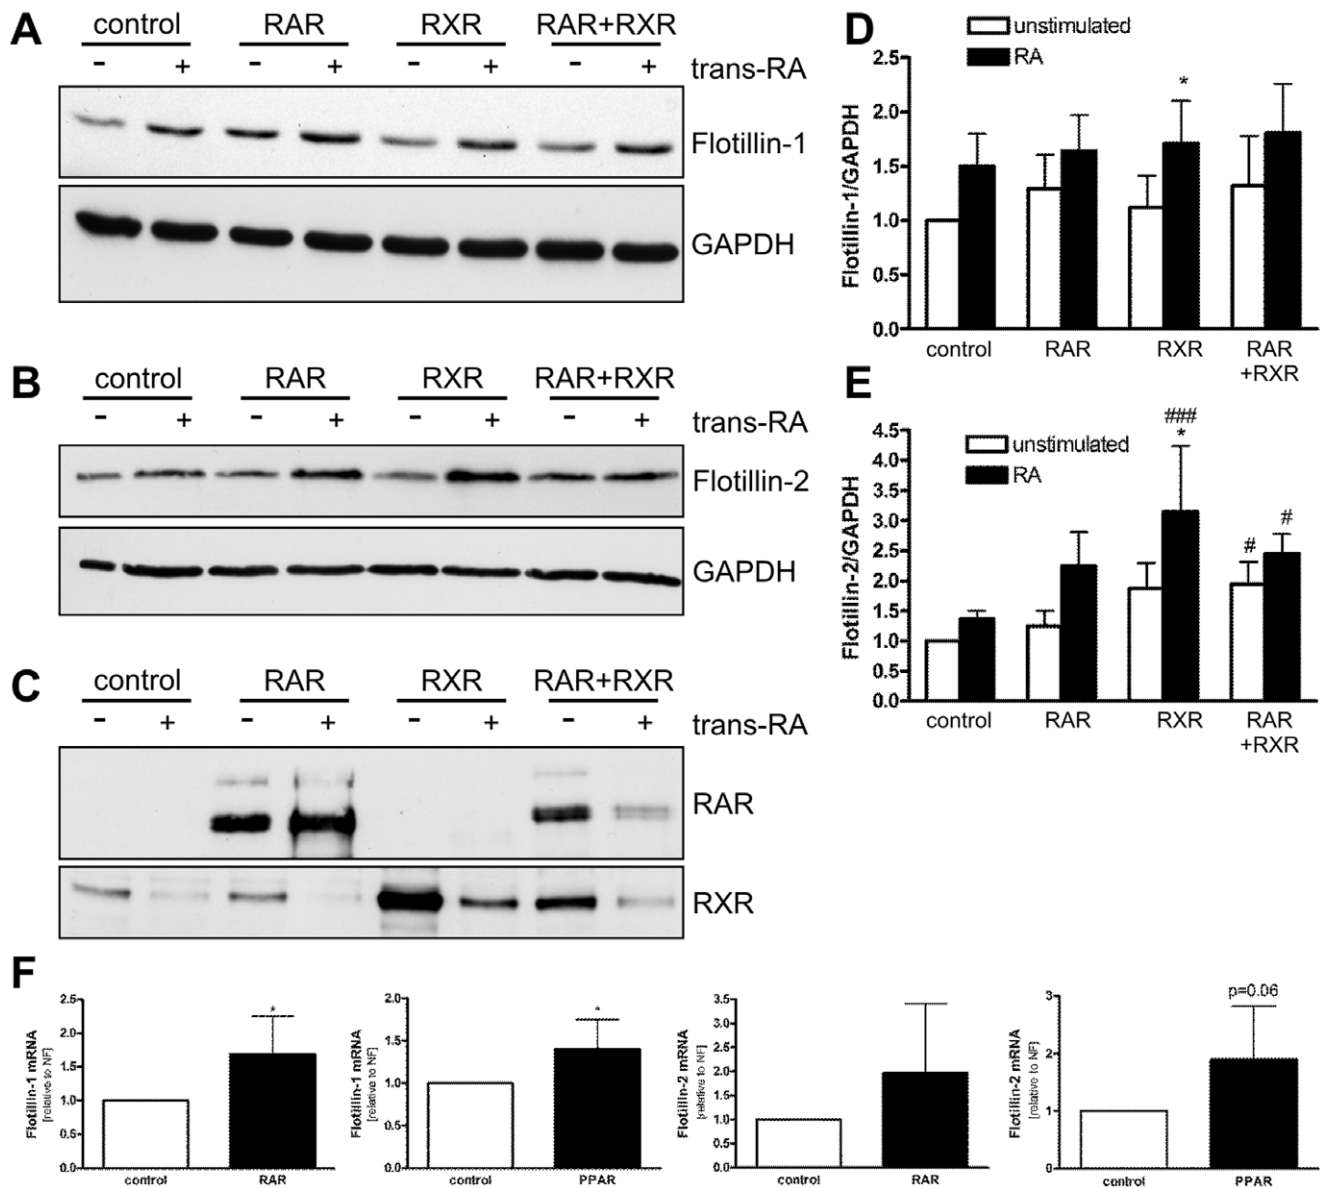 A
control RAR RXR RAR+RXR
- + - + - + - + trans-RA
Flotillin-1
GAPDH
B
control RAR RXR RAR+RXR
- + - + - + - + trans-RA
Flotillin-2
GAPDH
C
control RAR RXR RAR+RXR
- + - + - + - + trans-RA
RAR
RXR
D
unstimulated
RA
Flotillin-1/GAPDH
2.5
2.0
1.5
1.0
0.5
0.0
*
control RAR RXR RAR
+RXR
E
unstimulated
RA
Flotillin-2/GAPDH
4.5
4.0
3.5
3.0
2.5
2.0
1.5
1.0
0.5
0.0
###
*
# #
control RAR RXR RAR
+RXR
F
Flotillin-1 mRNA
[relative to NF]
2.5
2.0
1.5
1.0
0.5
0.0
*
control RAR
Flotillin-1 mRNA
[relative to NF]
2.0
1.5
1.0
0.5
0.0
*
control PPAR
Flotillin-2 mRNA
[relative to NF]
3.5
3.0
2.5
2.0
1.5
1.0
0.5
0.0
control RAR
Flotillin-2 mRNA
[relative to NF]
3
2
1
0
p=0.06
control PPAR